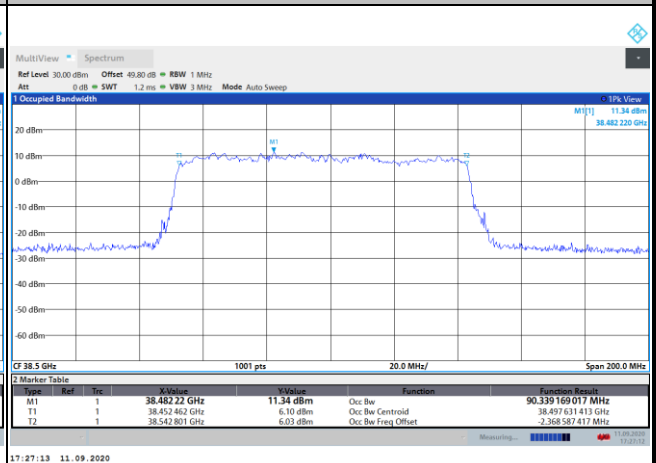 MultiView Spectrum
Ref Level 30.00 dBm Offset 49.80 dB RBW 1 MHz
Att 0 dB SWT 1.2 ms VBW 3 MHz Mode Auto Sweep
1 Occupied Bandwidth 1Pk View
M1[1] 11.34 dBm
38.482 220 GHz
20 dBm
M1
10 dBm T1 T2
0 dBm
-10 dBm
-20 dBm
-30 dBm
-40 dBm
-50 dBm
-60 dBm
CF 38.5 GHz 1001 pts 20.0 MHz/ Span 200.0 MHz
2 Marker Table
Type Ref Trc X-Value Y-Value Function Function Result
M1 1 38.482 22 GHz 11.34 dBm Occ Bw 90.339 169 017 MHz
T1 1 38.452 462 GHz 6.10 dBm Occ Bw Centroid 38.497 631 413 GHz
T2 1 38.542 801 GHz 6.03 dBm Occ Bw Freq Offset -2.368 587 417 MHz
Measuring... 11.09.2020
17:27:12
17:27:13 11.09.2020